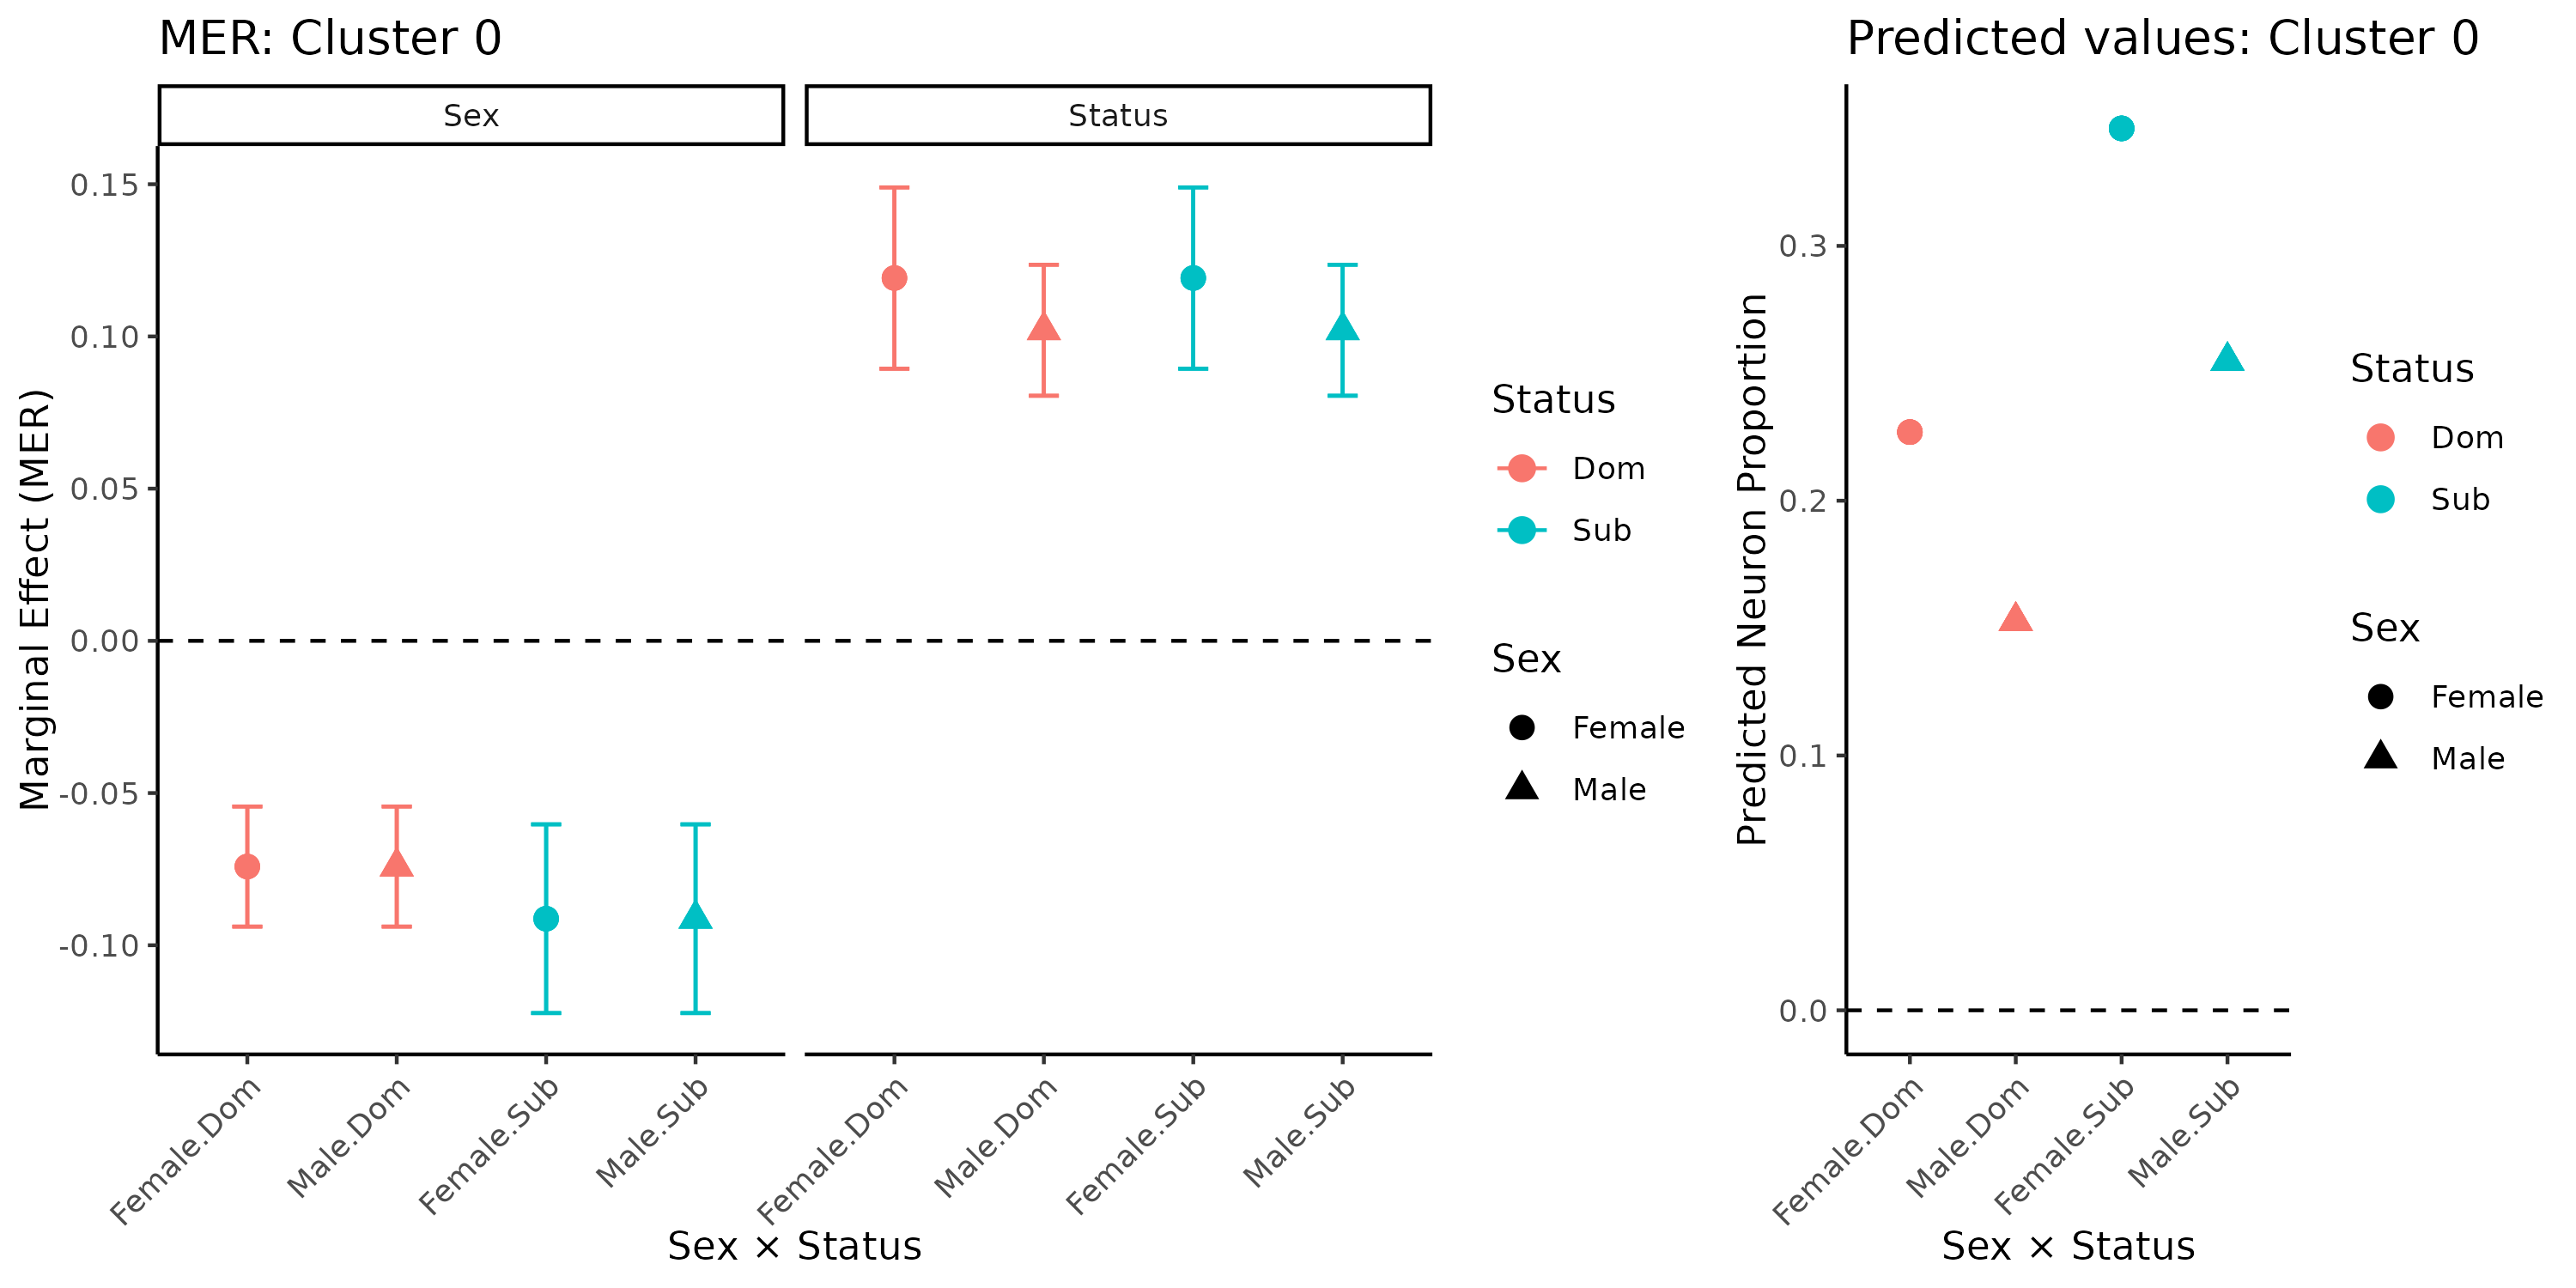 MER: Cluster 0
Sex
Status
Marginal Effect (MER)
0.15
0.10
0.05
0.00
-0.05
-0.10
Female.Dom
Male.Dom
Female.Sub
Male.Sub
Female.Dom
Male.Dom
Female.Sub
Male.Sub
Sex × Status
Status
Dom
Sub
Sex
Female
Male
Predicted values: Cluster 0
Predicted Neuron Proportion
0.3
0.2
0.1
0.0
Female.Dom
Male.Dom
Female.Sub
Male.Sub
Sex × Status
Status
Dom
Sub
Sex
Female
Male